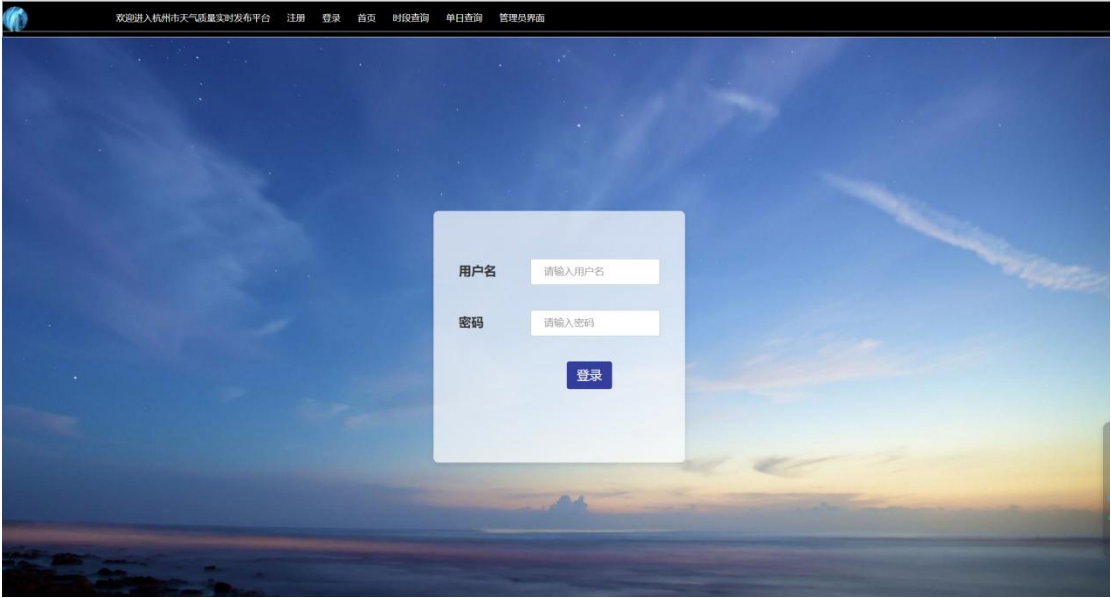 欢迎进入杭州市天气质量实时发布平台 注册 登录 首页 时段查询 单日查询 管理员界面
用户名 请输入用户名
密码 请输入密码
登录